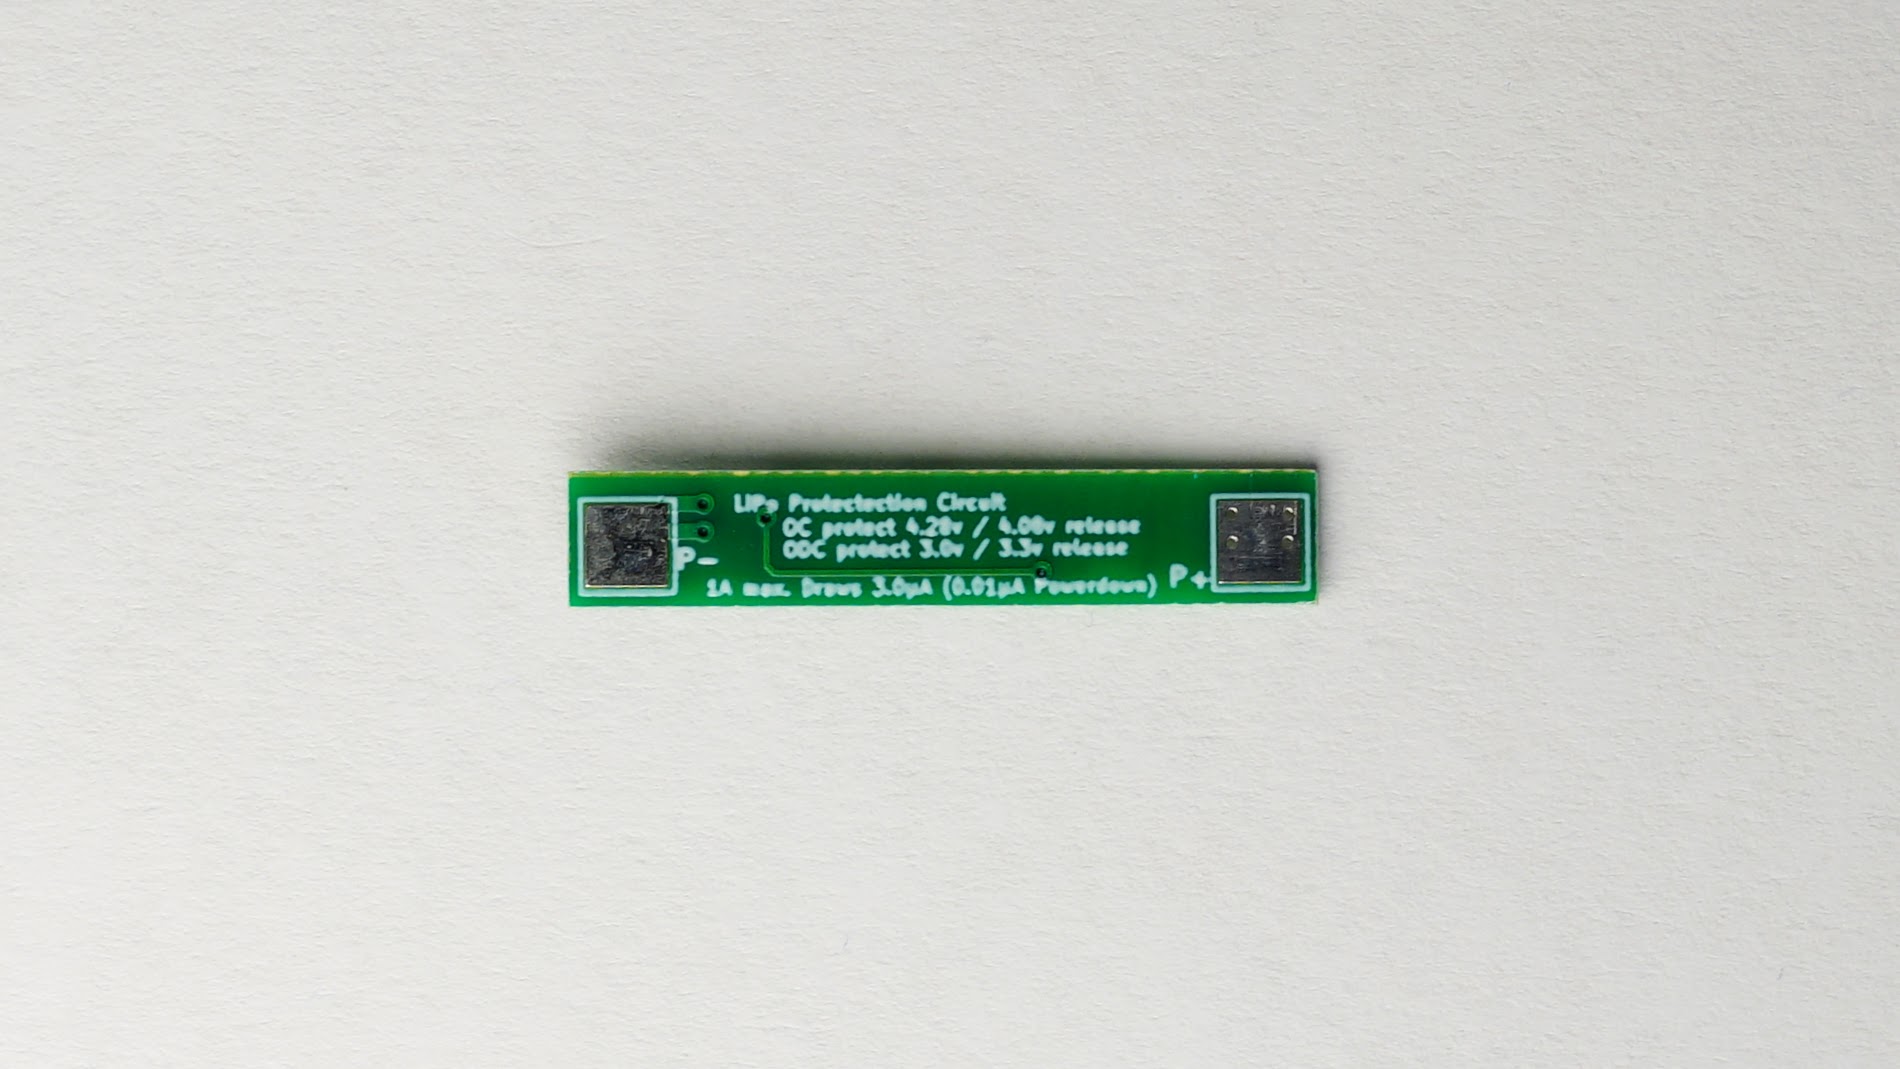 LiPo Protectection Circuit
OC protect 4.28v / 4.08v release
ODC protect 3.0v / 3.3v release
P-
1A max. Draws 3.0µA (0.01µA Powerdown)
P+